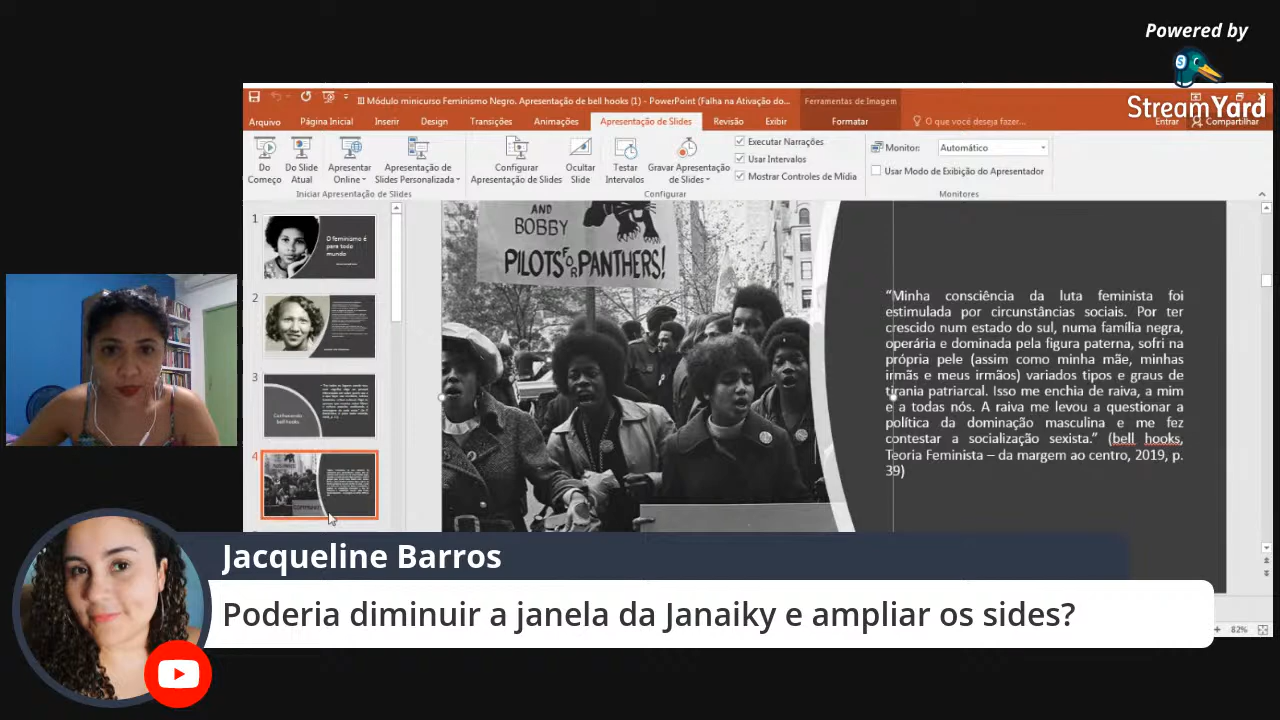 Powered by
StreamYard
III Módulo minicurso Feminismo Negro. Apresentação de bell hooks (1) - PowerPoint (Falha na Ativação do...
Ferramentas de Imagem
Arquivo
Página Inicial
Inserir
Design
Transições
Animações
Apresentação de Slides
Revisão
Exibir
Formatar
O que você deseja fazer...
Entrar
Compartilhar
Do Começo
Do Slide Atual
Apresentar Online
Apresentação de Slides Personalizada
Configurar Apresentação de Slides
Ocultar Slide
Testar Intervalos
Gravar Apresentação de Slides
Executar Narrações
Usar Intervalos
Mostrar Controles de Mídia
Monitor:
Automático
Usar Modo de Exibição do Apresentador
Iniciar Apresentação de Slides
Configurar
Monitores
1
O feminismo é
para todo
mundo
2
3
Conhecendo
bell hooks
4
AND
BOBBY
PILOTS FOR PANTHERS!
“Minha consciência da luta feminista foi
estimulada por circunstâncias sociais. Por ter
crescido num estado do sul, numa família negra,
operária e dominada pela figura paterna, sofri na
própria pele (assim como minha mãe, minhas
irmãs e meus irmãos) variados tipos e graus de
tirania patriarcal. Isso me enchia de raiva, a mim
e a todas nós. A raiva me levou a questionar a
política da dominação masculina e me fez
contestar a socialização sexista.” (bell hooks,
Teoria Feminista – da margem ao centro, 2019, p.
39)
82%
Jacqueline Barros
Poderia diminuir a janela da Janaiky e ampliar os sides?